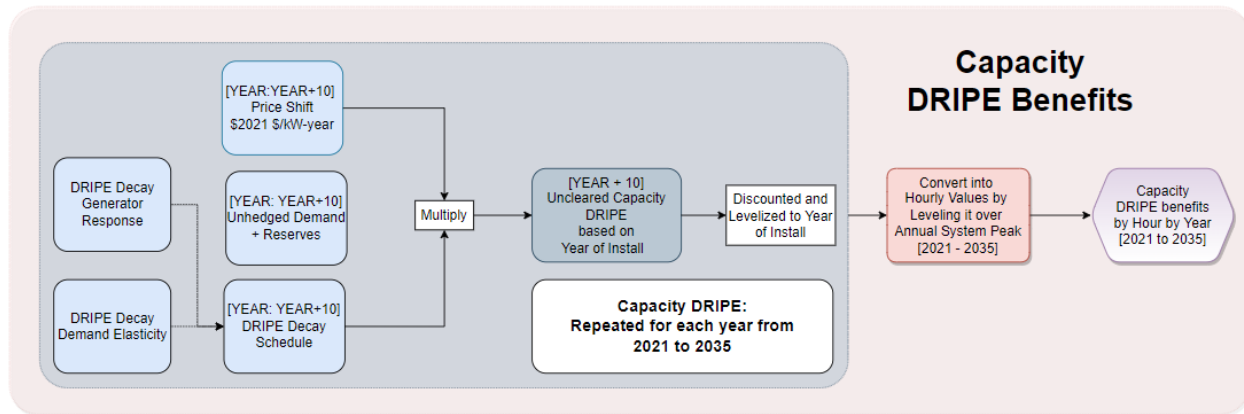 Capacity
DRIPE Benefits
[YEAR:YEAR+10]
Price Shift
$2021 $/kW-year
DRIPE Decay
Generator
Response
[YEAR: YEAR+10]
Unhedged Demand
+ Reserves
DRIPE Decay
Demand Elasticity
[YEAR: YEAR+10]
DRIPE Decay
Schedule
Multiply
[YEAR + 10]
Uncleared Capacity
DRIPE
based on
Year of Install
Discounted and
Levelized to Year
of Install
Capacity DRIPE:
Repeated for each year from
2021 to 2035
Convert into
Hourly Values by
Leveling it over
Annual System Peak
[2021 - 2035]
Capacity
DRIPE benefits
by Hour by Year
[2021 to 2035]